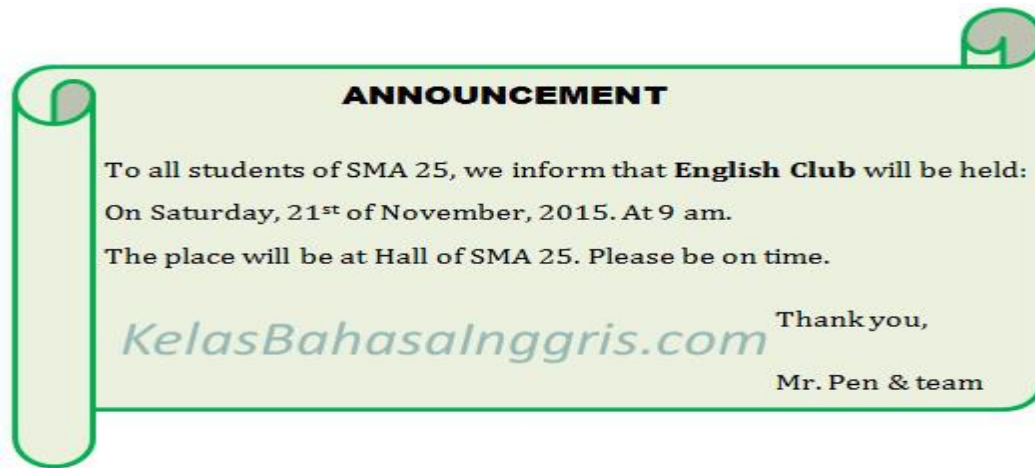 ANNOUNCEMENT
To all students of SMA 25, we inform that English Club will be held:
On Saturday, 21st of November, 2015. At 9 am.
The place will be at Hall of SMA 25. Please be on time.
Thank you,
KelasBahasaInggris.com
Mr. Pen & team